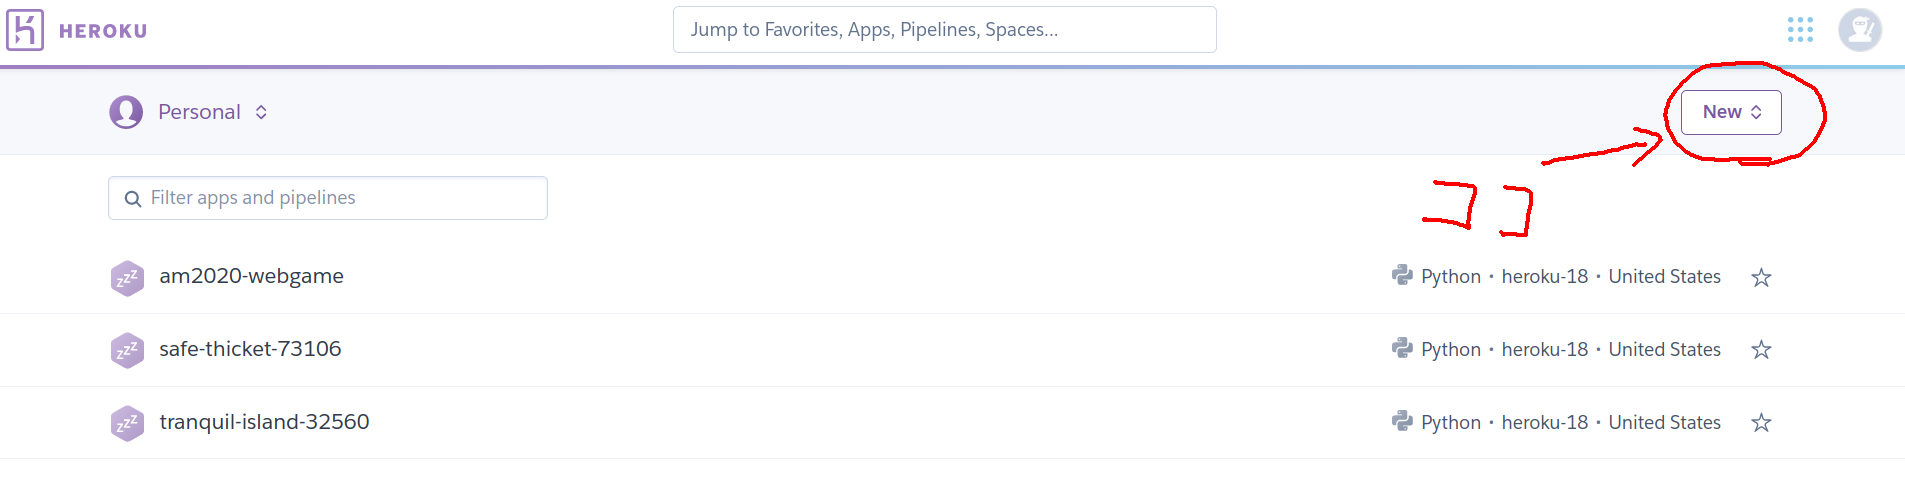 HEROKU
Jump to Favorites, Apps, Pipelines, Spaces...
Personal
New
Filter apps and pipelines
ココ
am2020-webgame
Python • heroku-18 • United States
safe-thicket-73106
Python • heroku-18 • United States
tranquil-island-32560
Python • heroku-18 • United States